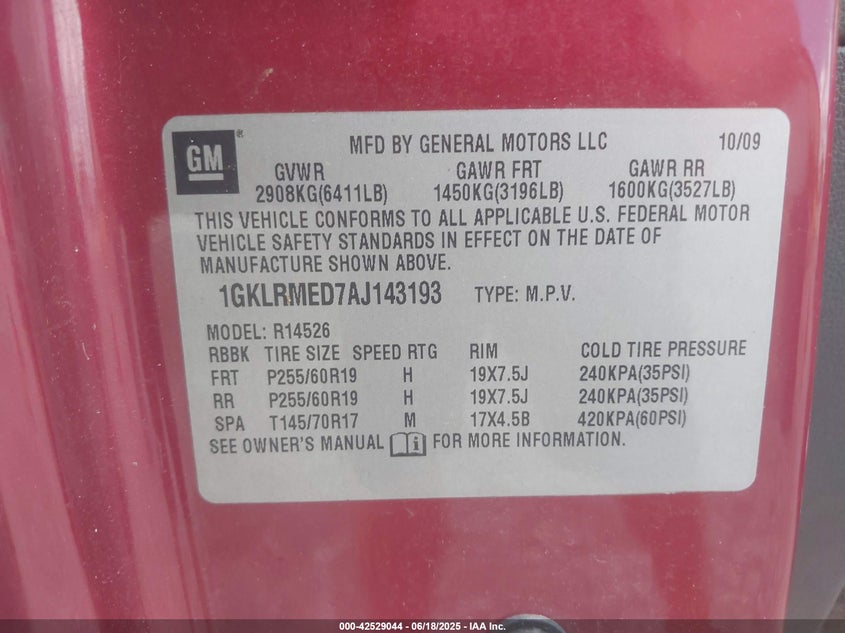 GM ® MFD BY GENERAL MOTORS LLC 10/09
GVWR GAWR FRT GAWR RR
2908KG(6411LB) 1450KG(3196LB) 1600KG(3527LB)
THIS VEHICLE CONFORMS TO ALL APPLICABLE U.S. FEDERAL MOTOR
VEHICLE SAFETY STANDARDS IN EFFECT ON THE DATE OF
MANUFACTURE SHOWN ABOVE.
1GKLRMED7AJ143193 TYPE: M.P.V.
MODEL: R14526
RBBK TIRE SIZE SPEED RTG RIM COLD TIRE PRESSURE
FRT P255/60R19 H 19X7.5J 240KPA(35PSI)
RR P255/60R19 H 19X7.5J 240KPA(35PSI)
SPA T145/70R17 M 17X4.5B 420KPA(60PSI)
SEE OWNER'S MANUAL i FOR MORE INFORMATION.
000-42529044 - 06/18/2025 - IAA Inc.